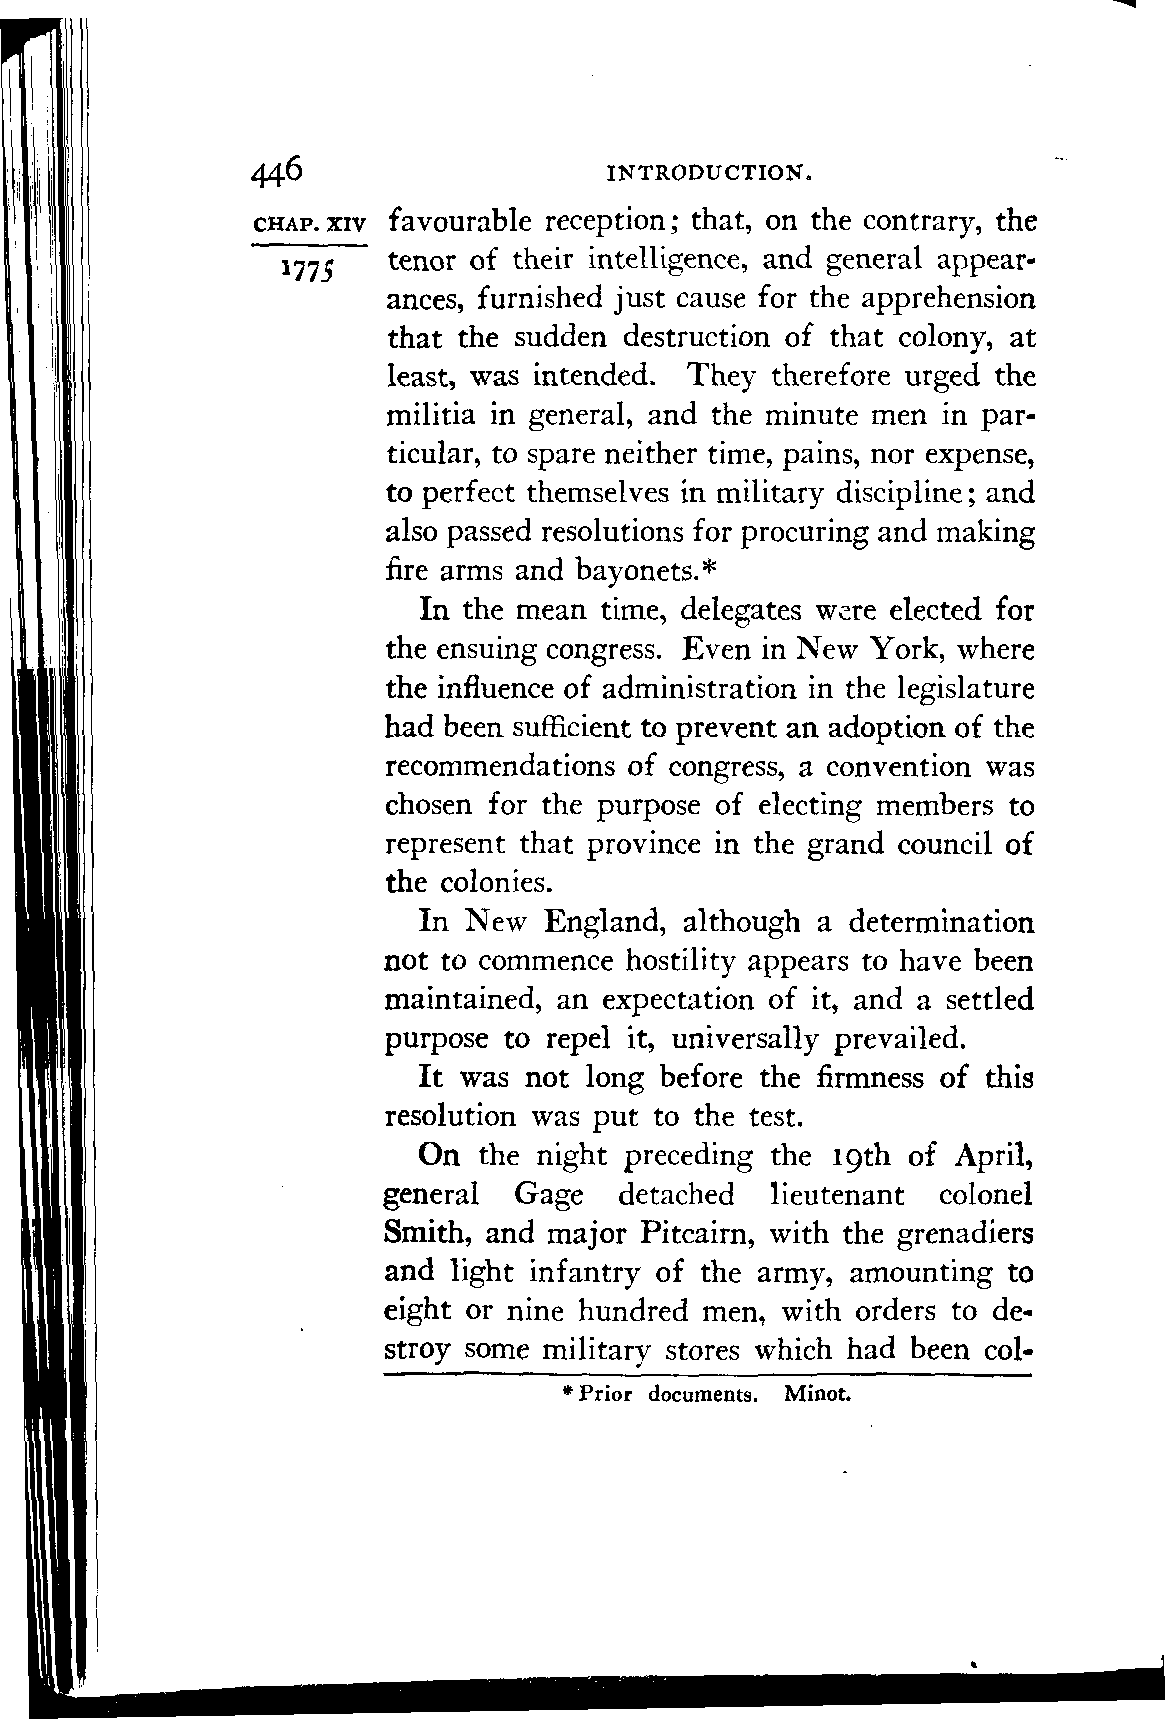 446 INTRODUCTION.
CHAP. XIV favourable reception; that, on the contrary, the
1775 tenor of their intelligence, and general appear-
ances, furnished just cause for the apprehension
that the sudden destruction of that colony, at
least, was intended. They therefore urged the
militia in general, and the minute men in par-
ticular, to spare neither time, pains, nor expense,
to perfect themselves in military discipline; and
also passed resolutions for procuring and making
fire arms and bayonets.*
In the mean time, delegates were elected for
the ensuing congress. Even in New York, where
the influence of administration in the legislature
had been sufficient to prevent an adoption of the
recommendations of congress, a convention was
chosen for the purpose of electing members to
represent that province in the grand council of
the colonies.
In New England, although a determination
not to commence hostility appears to have been
maintained, an expectation of it, and a settled
purpose to repel it, universally prevailed.
It was not long before the firmness of this
resolution was put to the test.
On the night preceding the 19th of April,
general Gage detached lieutenant colonel
Smith, and major Pitcairn, with the grenadiers
and light infantry of the army, amounting to
eight or nine hundred men, with orders to de-
stroy some military stores which had been col-
* Prior documents. Minot.